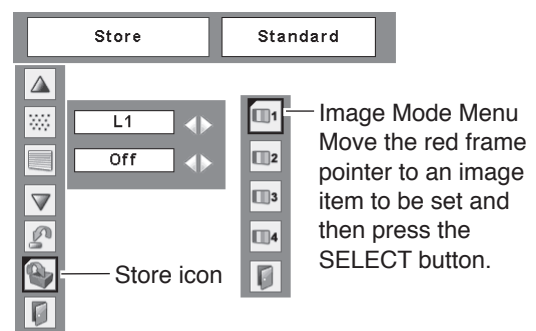 Store Standard
L1
Off
1
2
3
4
Image Mode Menu
Move the red frame
pointer to an image
item to be set and
then press the
SELECT button.
Store icon